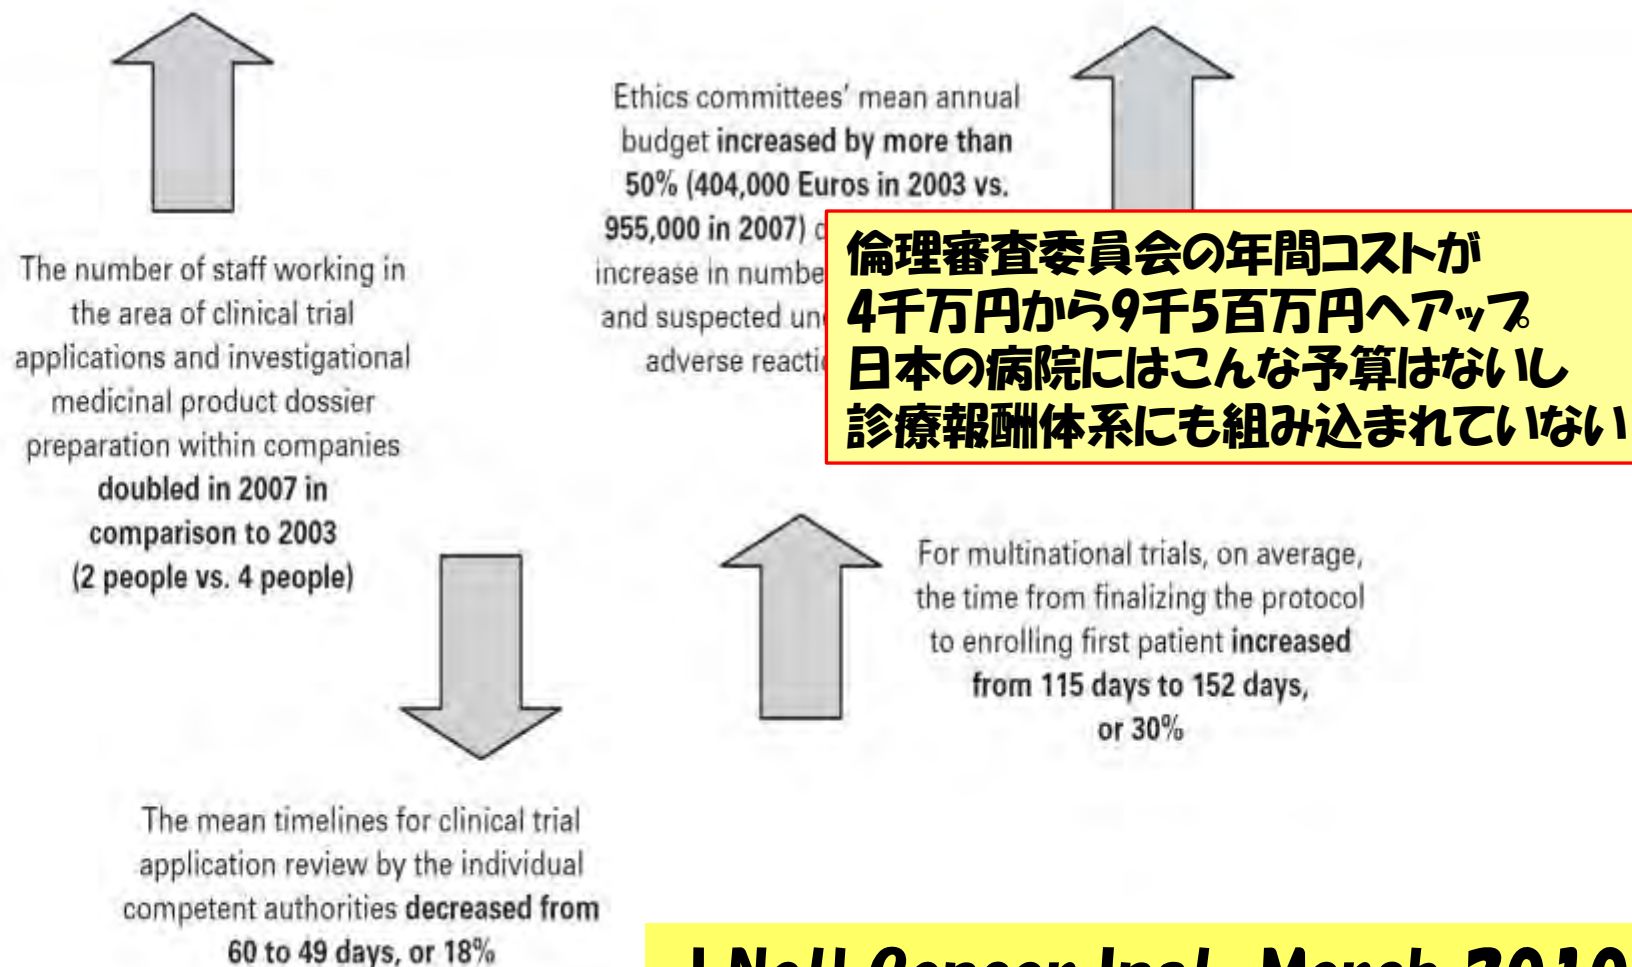 The number of staff working in
the area of clinical trial
applications and investigational
medicinal product dossier
preparation within companies
doubled in 2007 in
comparison to 2003
(2 people vs. 4 people)
Ethics committees' mean annual
budget increased by more than
50% (404,000 Euros in 2003 vs.
955,000 in 2007)
increase in
and suspected
adverse
倫理審査委員会の年間コストが
4千万円から9千5百万円へアップ。
日本の病院にはこんな予算はないし
診療報酬体系にも組み込まれていない
For multinational trials, on average,
the time from finalizing the protocol
to enrolling first patient increased
from 115 days to 152 days,
or 30%
The mean timelines for clinical trial
application review by the individual
competent authorities decreased from
60 to 49 days, or 18%
J Natl Cancer Inst, March 2010